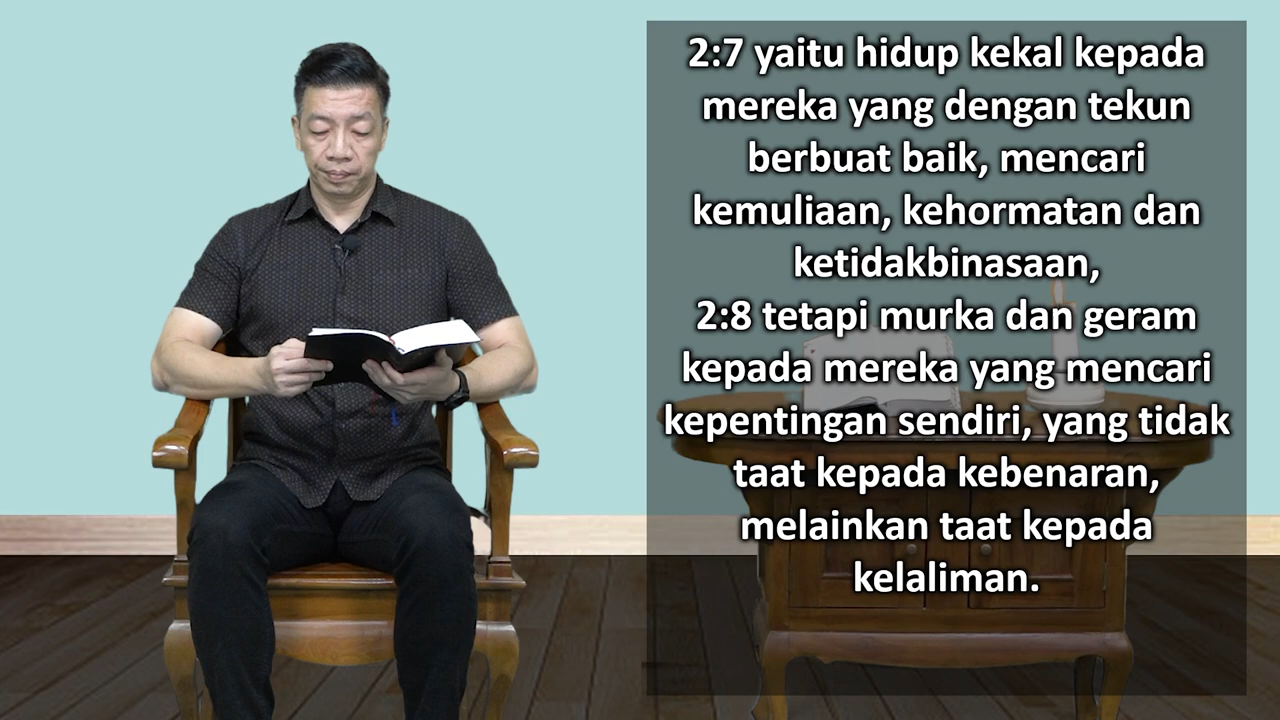 2:7 yaitu hidup kekal kepada
mereka yang dengan tekun
berbuat baik, mencari
kemuliaan, kehormatan dan
ketidakbinasaan,
2:8 tetapi murka dan geram
kepada mereka yang mencari
kepentingan sendiri, yang tidak
taat kepada kebenaran,
melainkan taat kepada
kelaliman.